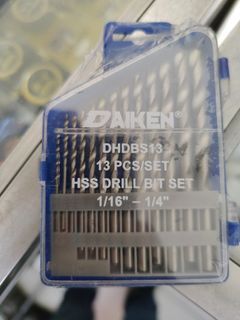 DAIKEN
DHDBS13
13 PCS/SET
HSS DRILL BIT SET
1/16" – 1/4"